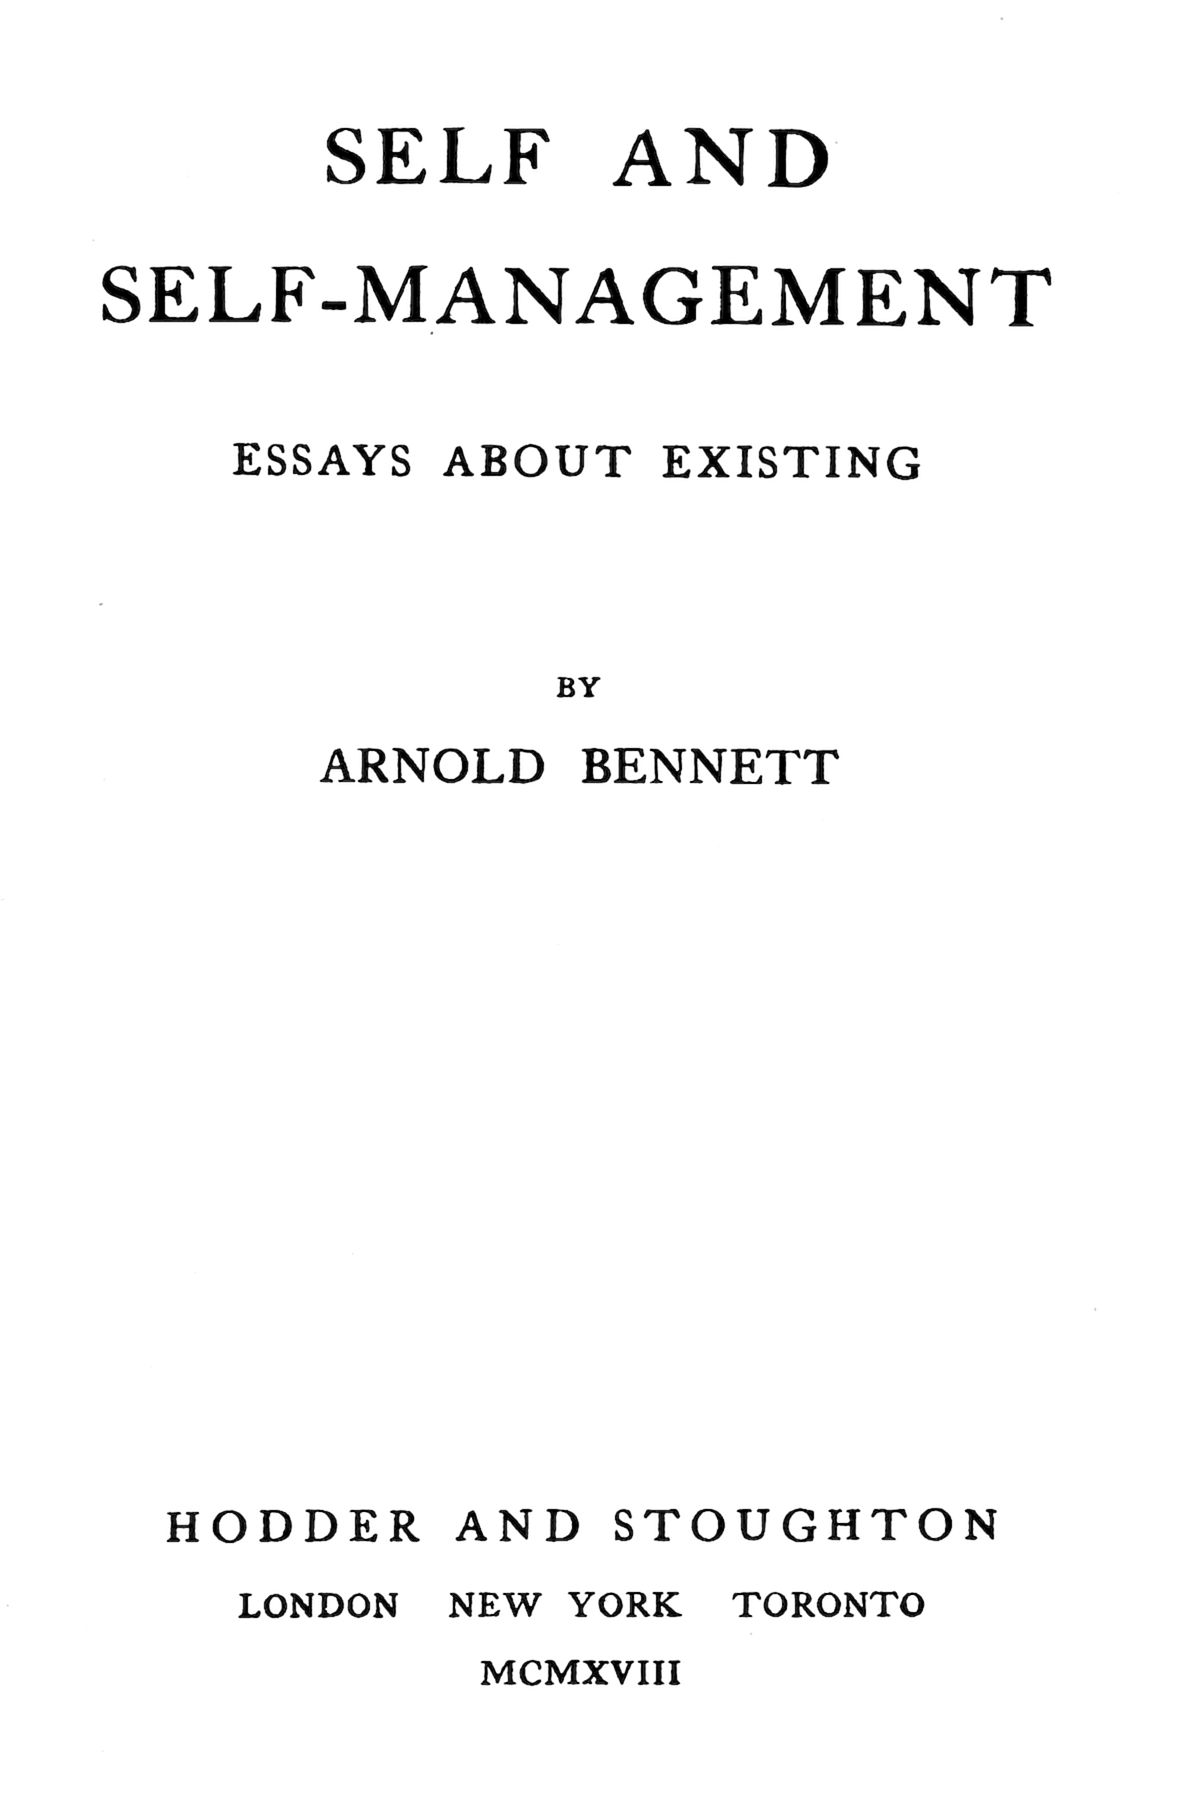 SELF AND
SELF-MANAGEMENT
ESSAYS ABOUT EXISTING
BY
ARNOLD BENNETT
HODDER AND STOUGHTON
LONDON NEW YORK TORONTO
MCMXVIII